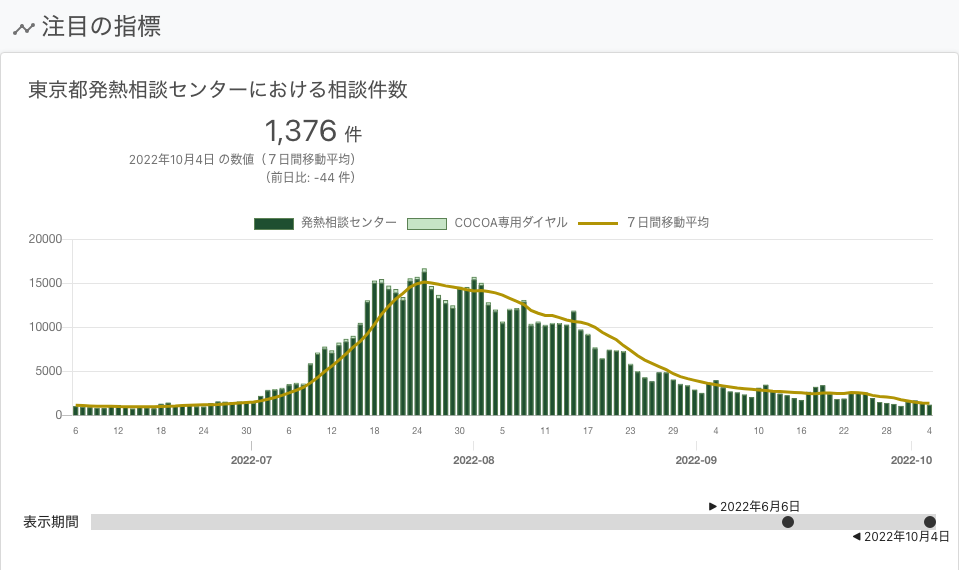 注目の指標
東京都発熱相談センターにおける相談件数
1,376 件
2022年10月4日 の数値（７日間移動平均）
（前日比: -44 件）
発熱相談センター COCOA専用ダイヤル ７日間移動平均
20000
15000
10000
5000
0
6 12 18 24 30 6 12 18 24 30 5 11 17 23 29 4 10 16 22 28 4
2022-07 2022-08 2022-09 2022-10
▶ 2022年6月6日
表示期間
◀ 2022年10月4日